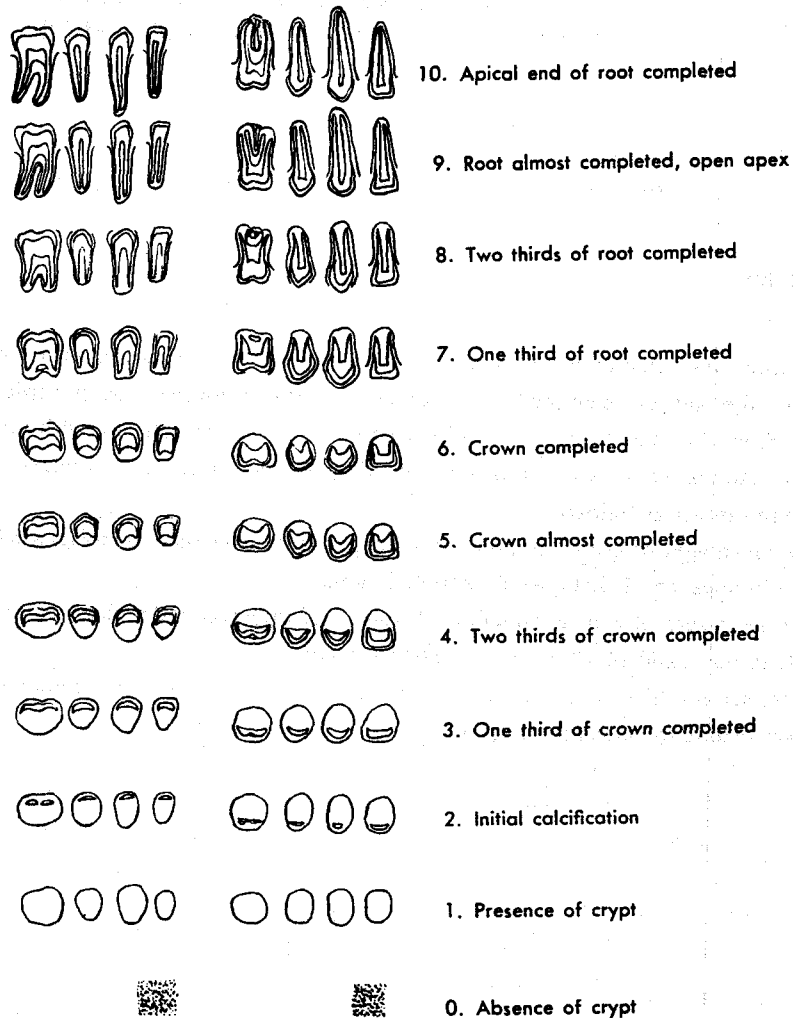 10. Apical end of root completed
9. Root almost completed, open apex
8. Two thirds of root completed
7. One third of root completed
6. Crown completed
5. Crown almost completed
4. Two thirds of crown completed
3. One third of crown completed
2. Initial calcification
1. Presence of crypt
0. Absence of crypt